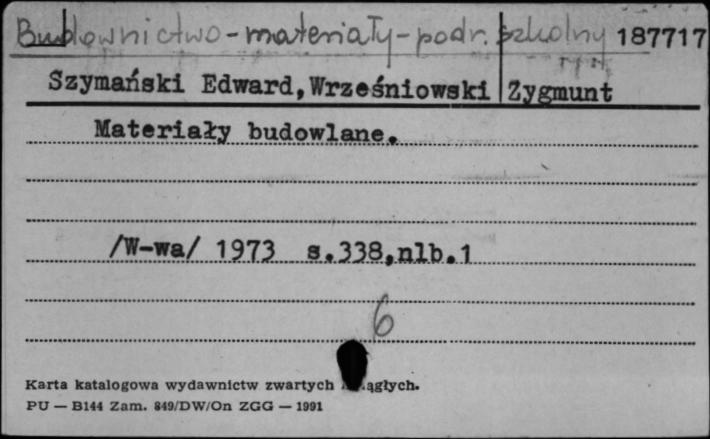 Budownictwo-materiały-podr. szkolny 187717
Szymański Edward,Wrześniowski Zygmunt
Materiały budowlane.
/W-wa/ 1973 s.338,nlb.1
6
Karta katalogowa wydawnictw zwartych ągłych.
PU — B144 Zam. 849/DW/On ZGG — 1991